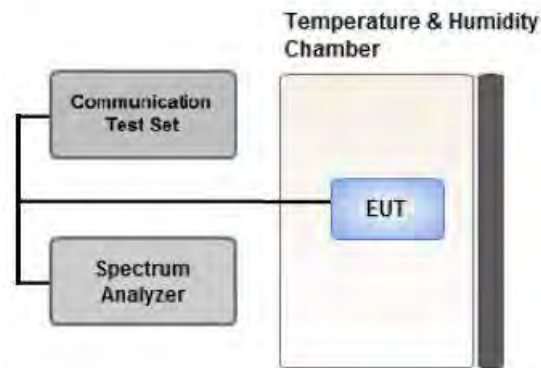 Temperature & Humidity
Chamber
Communication
Test Set
EUT
Spectrum
Analyzer